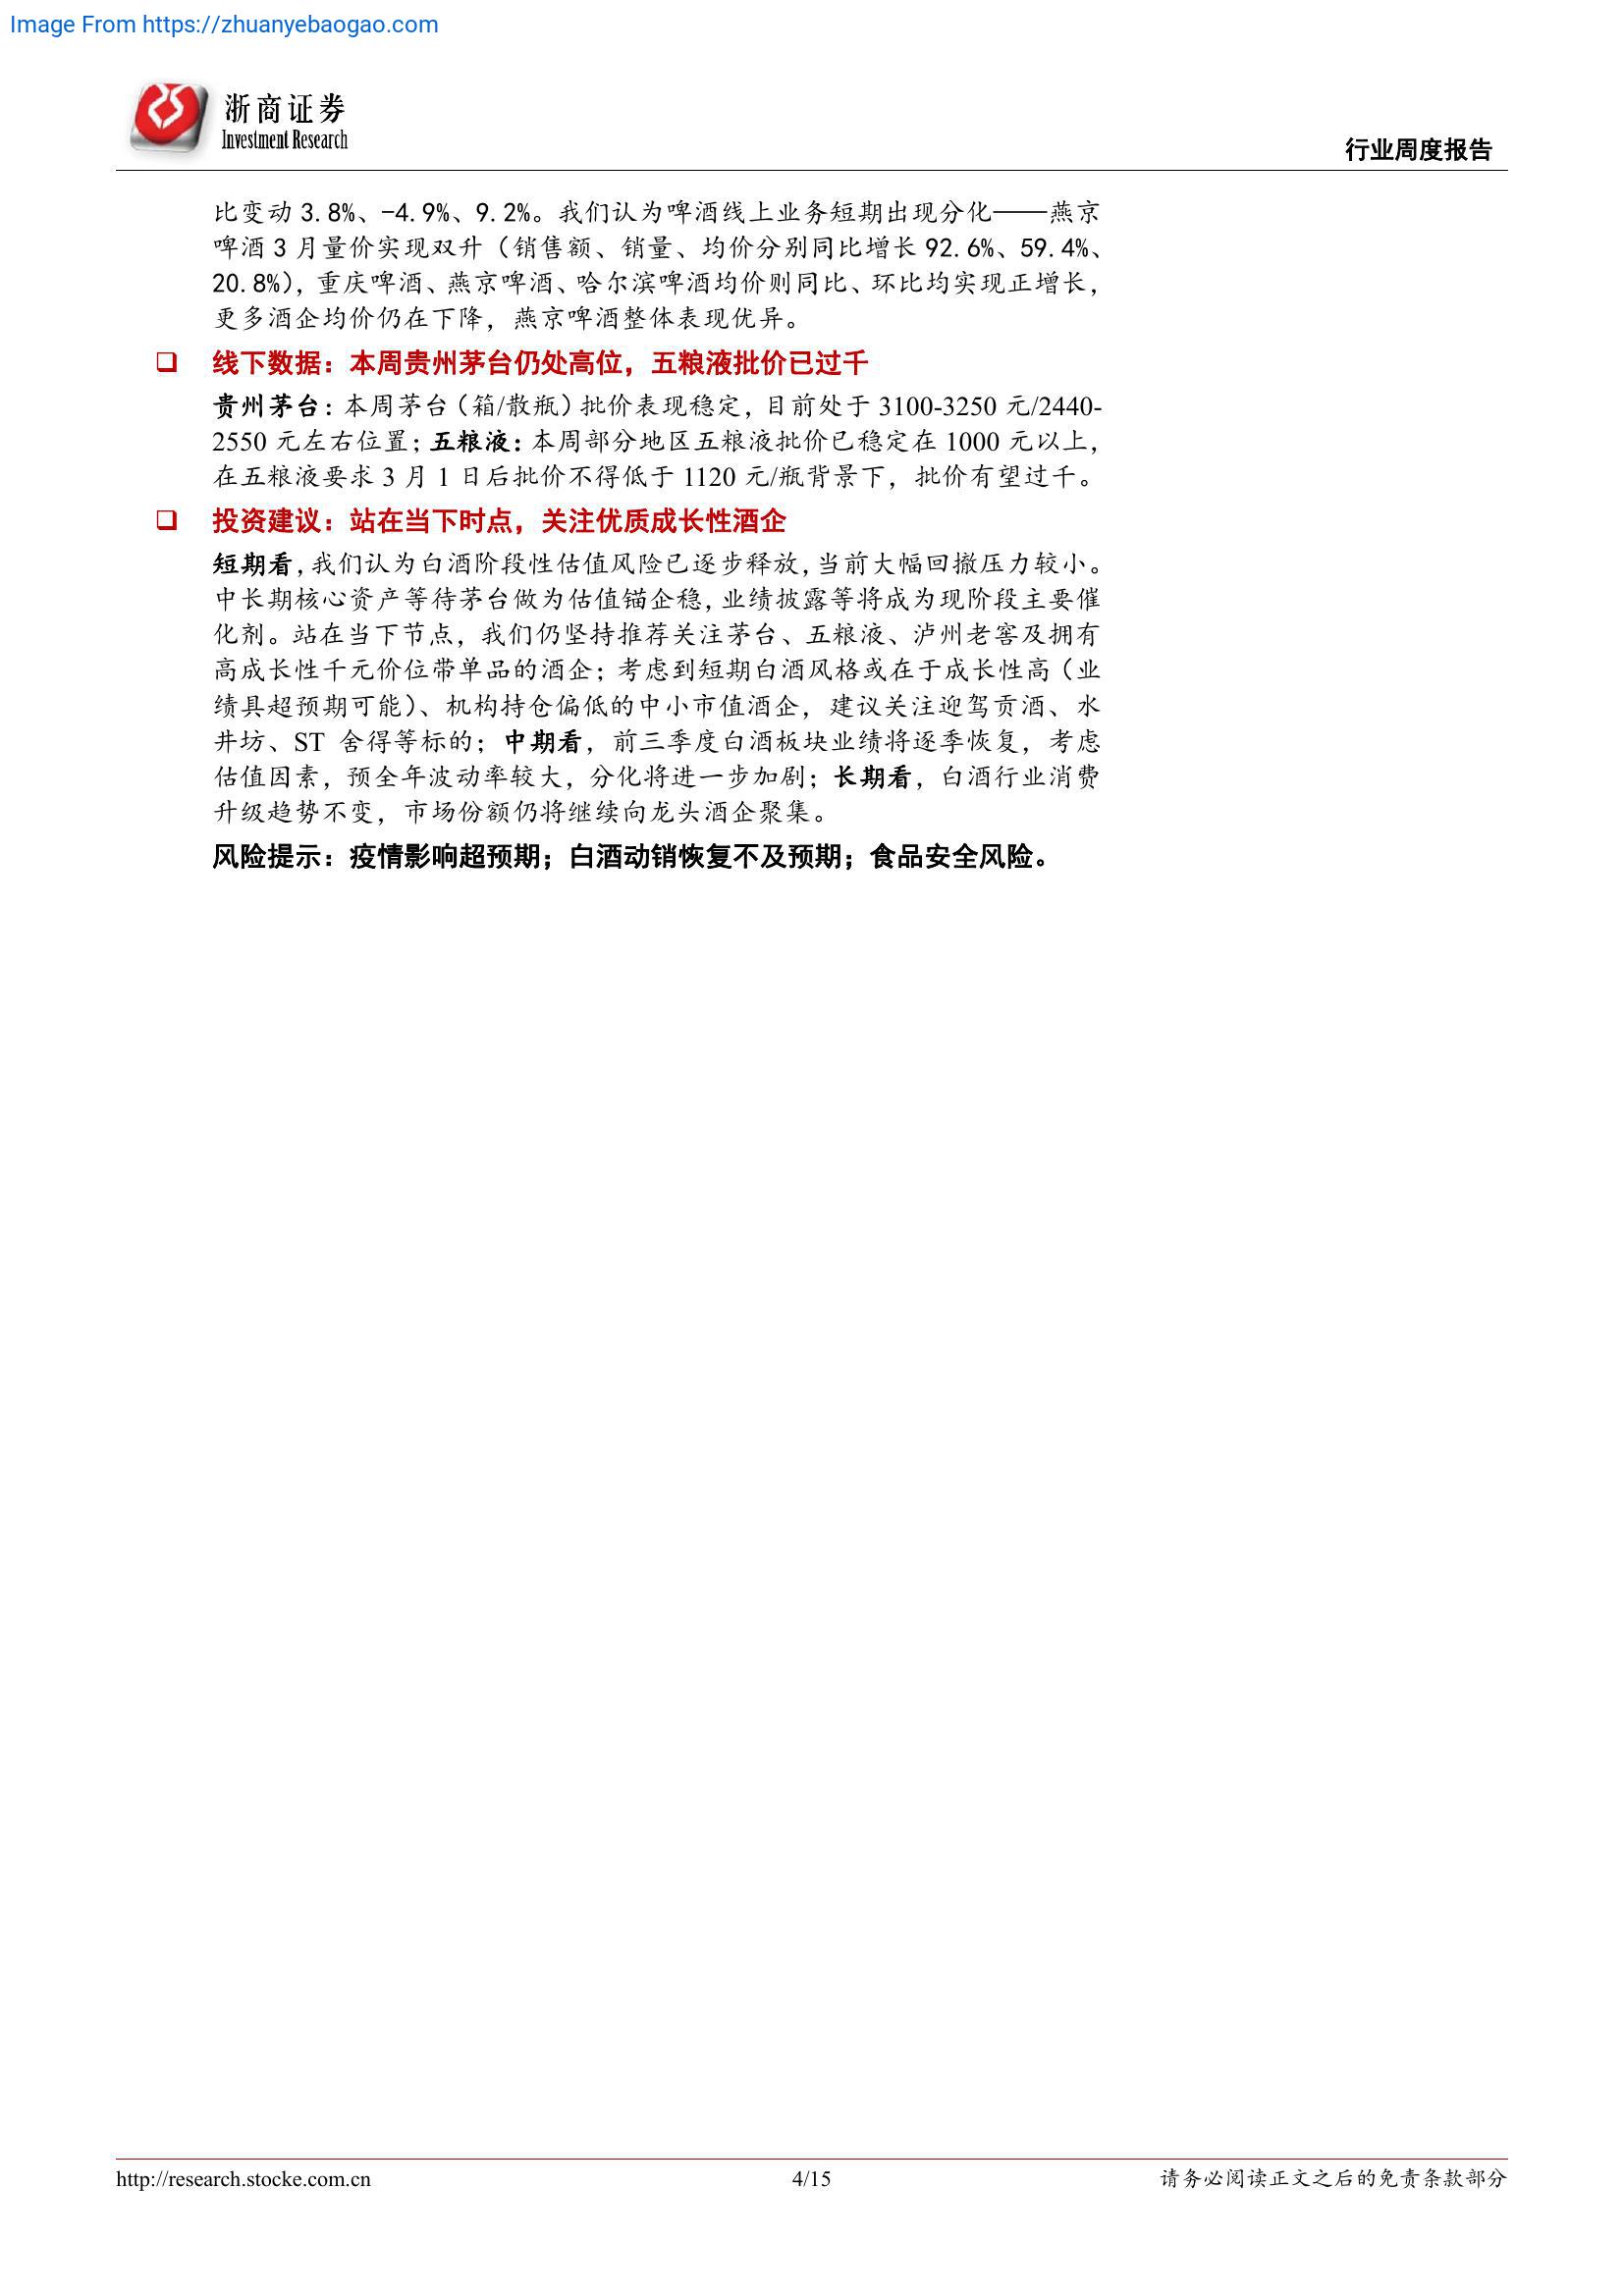 Image From https://zhuanyebaogao.com
浙商证券
Investment Research
行业周度报告
比变动 3.8%、-4.9%、9.2%。我们认为啤酒线上业务短期出现分化——燕京
啤酒 3 月量价实现双升（销售额、销量、均价分别同比增长 92.6%、59.4%、
20.8%），重庆啤酒、燕京啤酒、哈尔滨啤酒均价则同比、环比均实现正增长，
更多酒企均价仍在下降，燕京啤酒整体表现优异。
❑ 线下数据：本周贵州茅台仍处高位，五粮液批价已过千
贵州茅台：本周茅台（箱/散瓶）批价表现稳定，目前处于 3100-3250 元/2440-
2550 元左右位置；五粮液：本周部分地区五粮液批价已稳定在 1000 元以上，
在五粮液要求 3 月 1 日后批价不得低于 1120 元/瓶背景下，批价有望过千。
❑ 投资建议：站在当下时点，关注优质成长性酒企
短期看，我们认为白酒阶段性估值风险已逐步释放，当前大幅回撤压力较小。
中长期核心资产等待茅台做为估值锚企稳，业绩披露等将成为现阶段主要催
化剂。站在当下节点，我们仍坚持推荐关注茅台、五粮液、泸州老窖及拥有
高成长性千元价位带单品的酒企；考虑到短期白酒风格或在于成长性高（业
绩具超预期可能）、机构持仓偏低的中小市值酒企，建议关注迎驾贡酒、水
井坊、ST 舍得等标的；中期看，前三季度白酒板块业绩将逐季恢复，考虑
估值因素，预全年波动率较大，分化将进一步加剧；长期看，白酒行业消费
升级趋势不变，市场份额仍将继续向龙头酒企聚集。
风险提示：疫情影响超预期；白酒动销恢复不及预期；食品安全风险。
http://research.stocke.com.cn
4/15
请务必阅读正文之后的免责条款部分